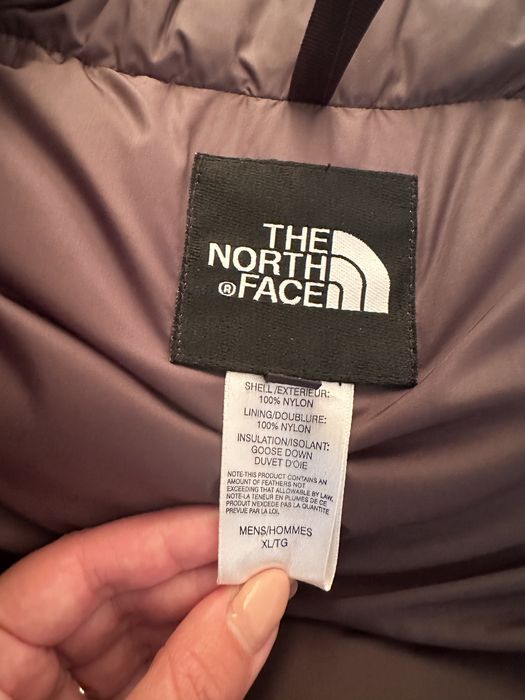 THE
NORTH
® FACE
SHELL/EXTÉRIEUR:
100% NYLON
LINING/DOUBLURE:
100% NYLON
INSULATION/ISOLANT:
GOOSE DOWN
DUVET D'OIE
NOTE-THIS PRODUCT CONTAINS AN
AMOUNT OF FEATHERS NOT
EXCEEDING THAT ALLOWABLE BY LAW.
NOTE-LA TENEUR EN PLUMES DE CE
PRODUIT N'EXCEDE PAS LA QUANTITE
PRÉVUE PAR LA LOI.
MENS/HOMMES
XL/TG